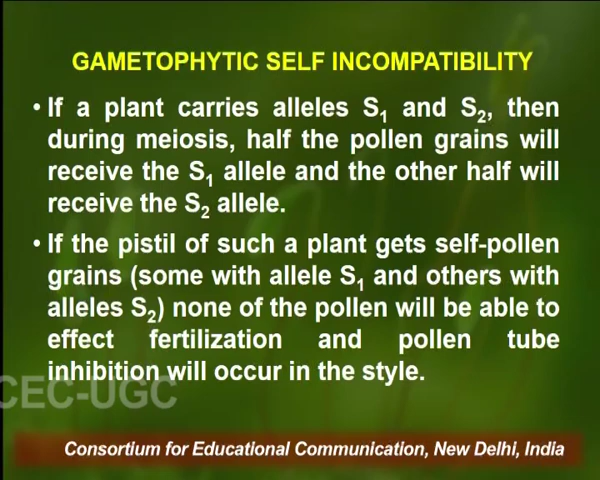 GAMETOPHYTIC SELF INCOMPATIBILITY
• If a plant carries alleles S₁ and S₂, then
during meiosis, half the pollen grains will
receive the S₁ allele and the other half will
receive the S₂ allele.
• If the pistil of such a plant gets self-pollen
grains (some with allele S₁ and others with
alleles S₂) none of the pollen will be able to
effect fertilization and pollen tube
inhibition will occur in the style.
CEC-UGC
Consortium for Educational Communication, New Delhi, India